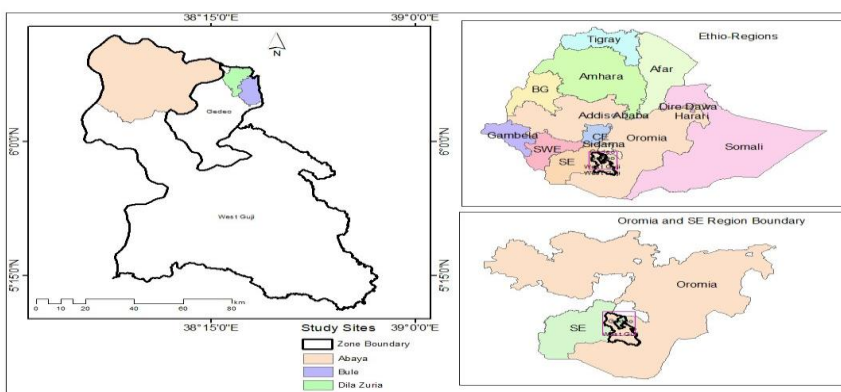 38°15'0"E
39°0'0"E
N
6°0'0"N
5°15'0"N
Gedeo
West Guji
0 5 10 20 40 60 80
km
38°15'0"E
39°0'0"E
6°0'0"N
5°15'0"N
Study Sites
Zone Boundary
Abaya
Bule
Dila Zuria
Ethio-Regions
Tigray
Afar
Amhara
BG
Dire Dawa
Addis Ababa
Harari
Gambela
CE
Oromia
Sidama
SWE
SE
Somali
Oromia and SE Region Boundary
Oromia
SE